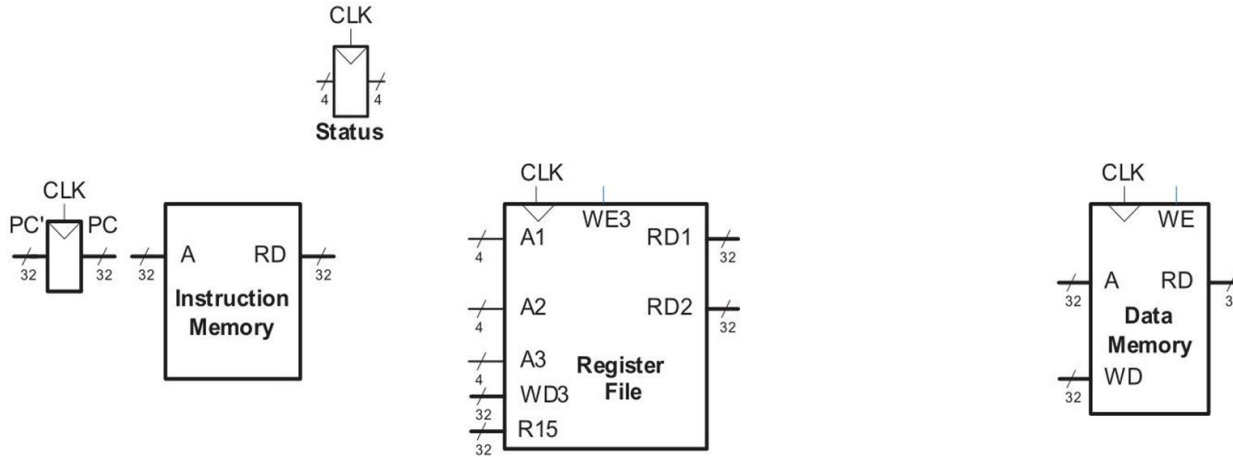 CLK
4 4
Status
CLK
PC' PC
32 32
A RD
32 32
Instruction
Memory
CLK
WE3
A1 RD1
4 32
A2 RD2
4 32
A3
4
WD3
32
R15
32
Register
File
CLK
WE
A RD
32 3
Data
Memory
WD
32